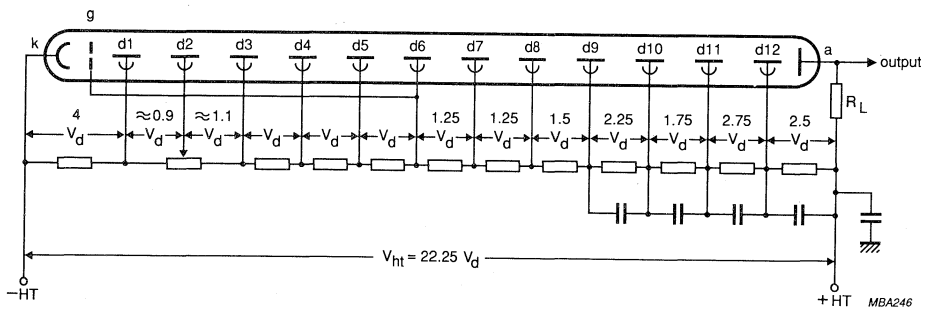 g
k d1 d2 d3 d4 d5 d6 d7 d8 d9 d10 d11 d12 a
output
R_L
4 ≈0.9 ≈1.1 1.25 1.25 1.5 2.25 1.75 2.75 2.5
V_d V_d V_d V_d V_d V_d V_d V_d V_d V_d V_d V_d V_d
V_ht = 22.25 V_d
−HT
+HT
MBA246